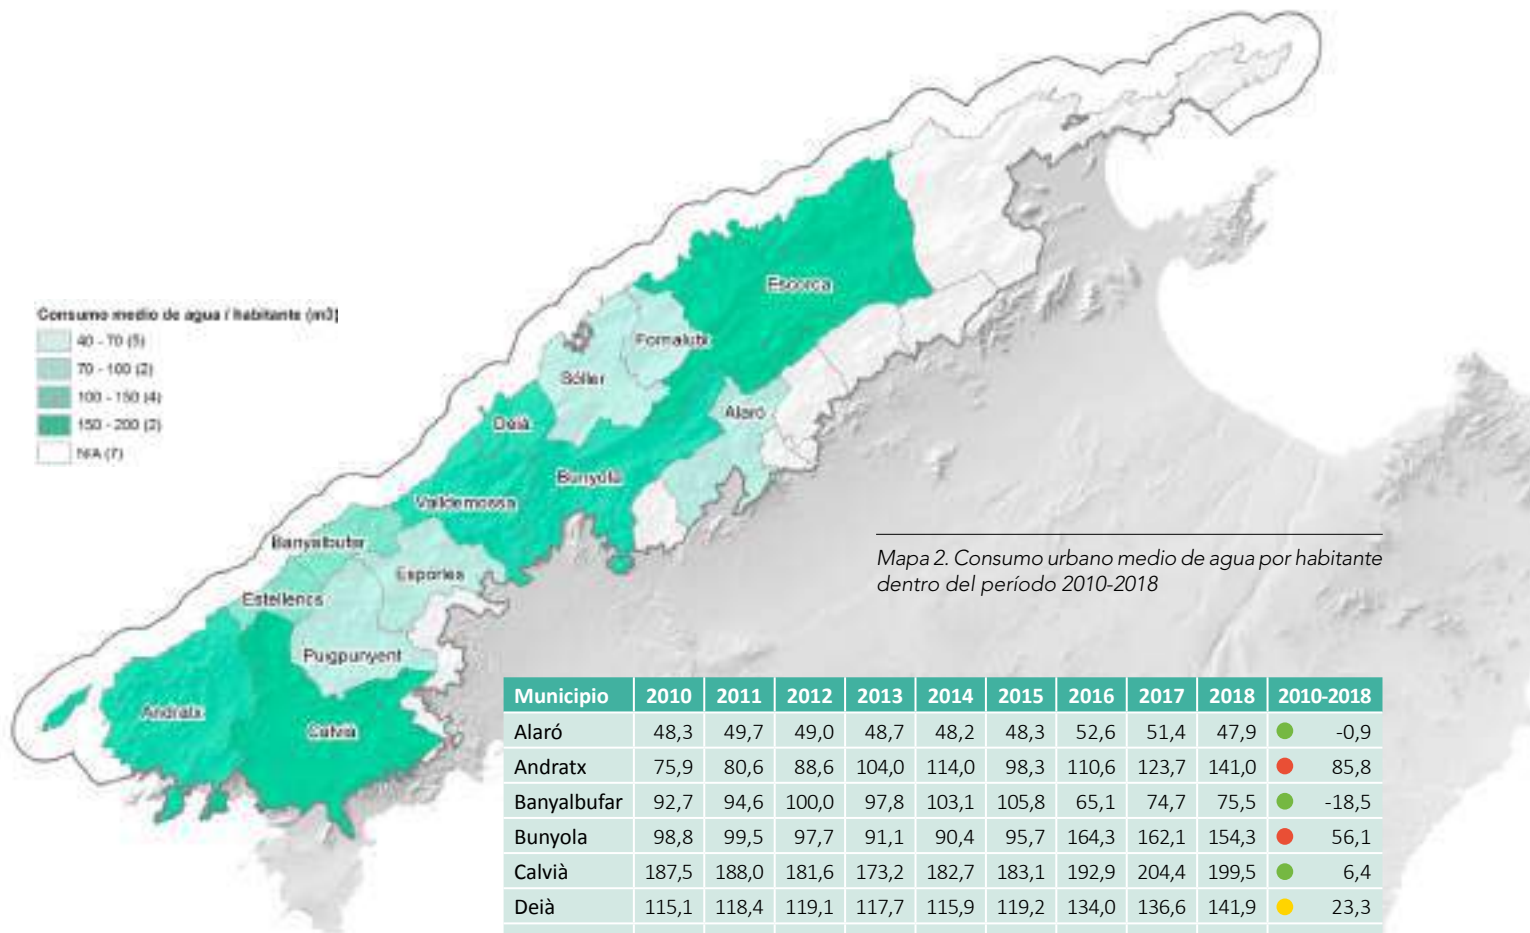 Consumo medio de agua / habitante (m3)
40 - 70 (5)
70 - 100 (2)
100 - 150 (4)
150 - 200 (2)
N/A (7)
Escorca
Fornalutx
Sóller
Alaró
Deià
Bunyola
Valldemossa
Banyalbufar
Esporles
Estellencs
Puigpunyent
Andratx
Calvià
Mapa 2. Consumo urbano medio de agua por habitante
dentro del período 2010-2018
Municipio 2010 2011 2012 2013 2014 2015 2016 2017 2018 2010-2018
Alaró 48,3 49,7 49,0 48,7 48,2 48,3 52,6 51,4 47,9 -0,9
Andratx 75,9 80,6 88,6 104,0 114,0 98,3 110,6 123,7 141,0 85,8
Banyalbufar 92,7 94,6 100,0 97,8 103,1 105,8 65,1 74,7 75,5 -18,5
Bunyola 98,8 99,5 97,7 91,1 90,4 95,7 164,3 162,1 154,3 56,1
Calvià 187,5 188,0 181,6 173,2 182,7 183,1 192,9 204,4 199,5 6,4
Deià 115,1 118,4 119,1 117,7 115,9 119,2 134,0 136,6 141,9 23,3